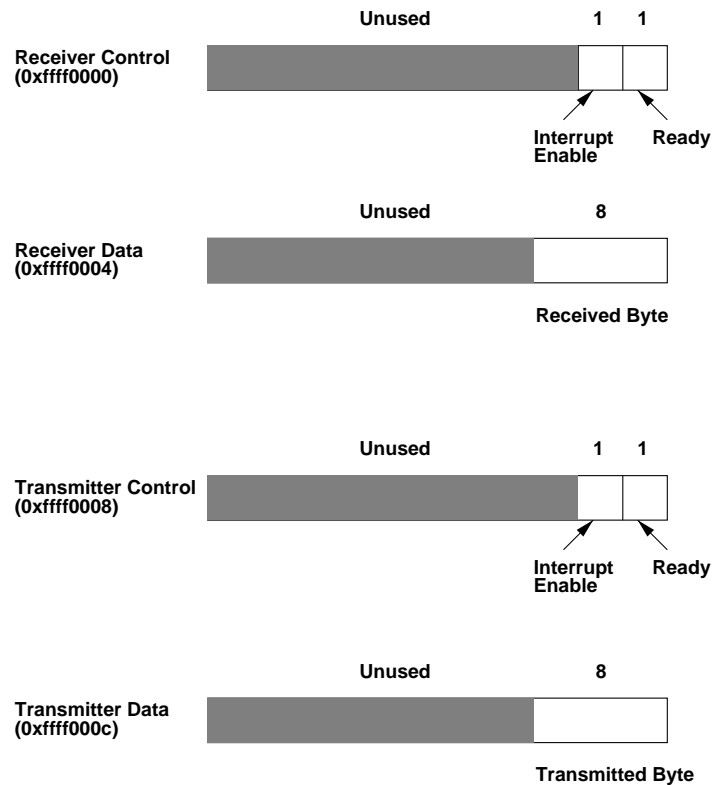 Unused 1 1
Receiver Control
(0xffff0000)
Interrupt Ready
Enable
Unused 8
Receiver Data
(0xffff0004)
Received Byte
Unused 1 1
Transmitter Control
(0xffff0008)
Interrupt Ready
Enable
Unused 8
Transmitter Data
(0xffff000c)
Transmitted Byte